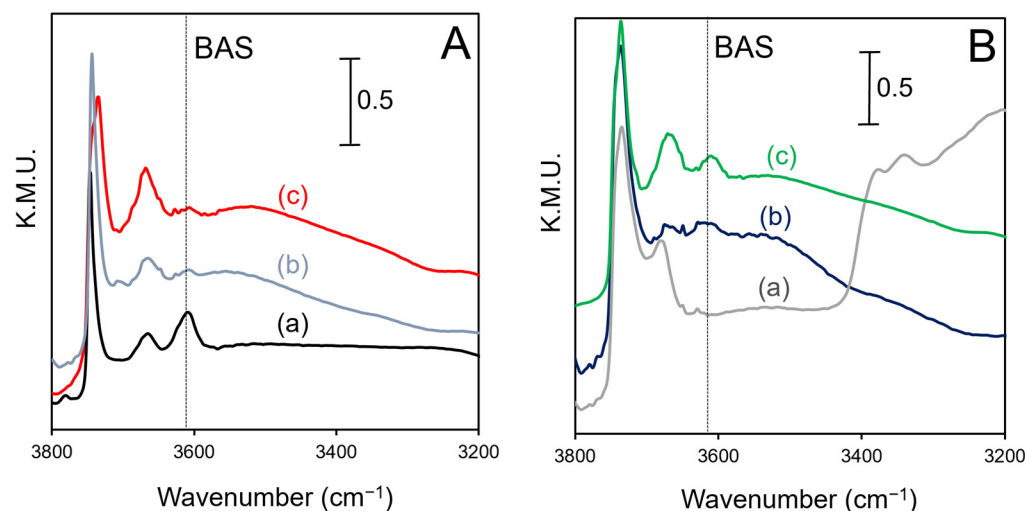 A
BAS
0.5
(c)
(b)
(a)
K.M.U.
3800
3600
3400
3200
Wavenumber (cm⁻¹)
B
BAS
0.5
(c)
(b)
(a)
K.M.U.
3800
3600
3400
3200
Wavenumber (cm⁻¹)